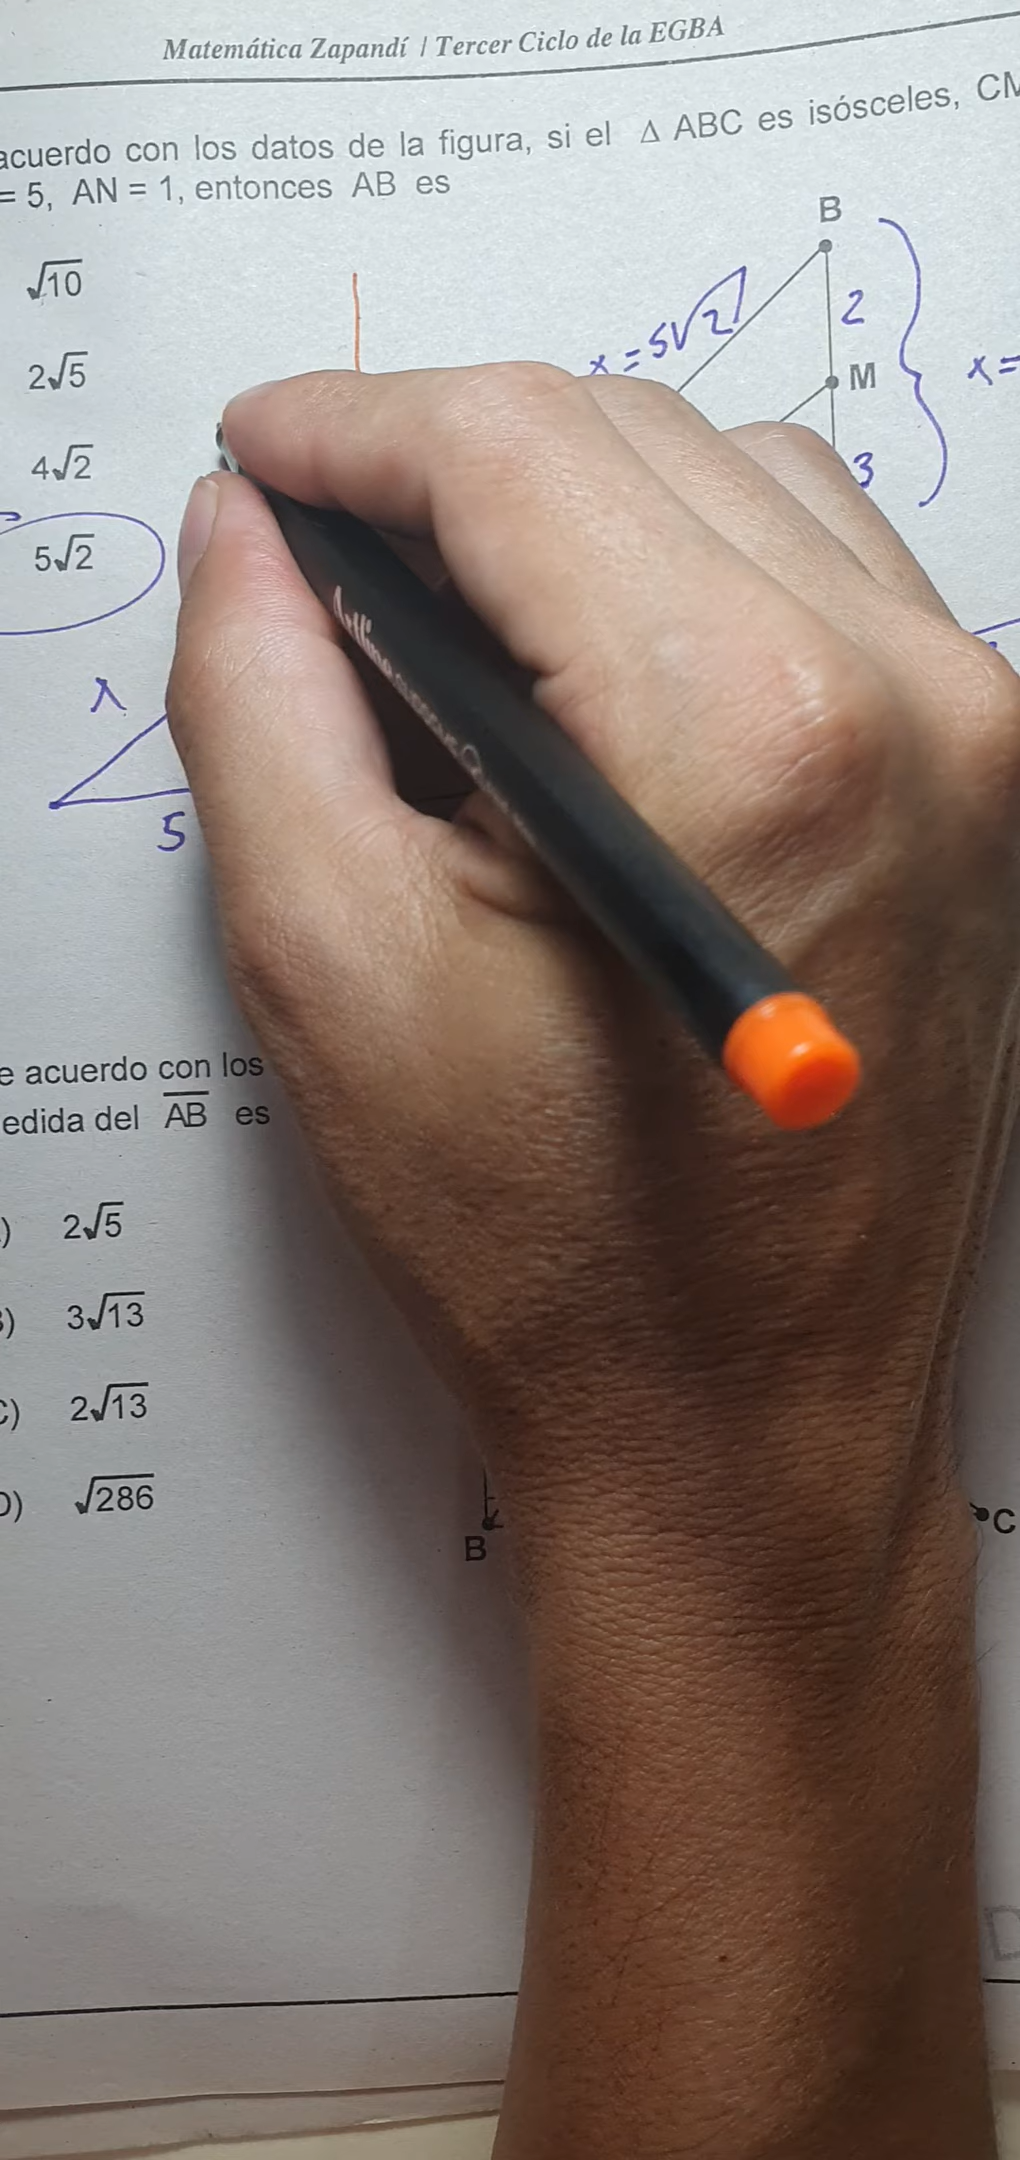 Matemática Zapandí / Tercer Ciclo de la EGBA
acuerdo con los datos de la figura, si el Δ ABC es isósceles, CM
= 5, AN = 1, entonces AB es
B
√10
2
x = 5√2
2√5
M
x =
4√2
3
5√2
x
5
e acuerdo con los
edida del AB es
) 2√5
) 3√13
C) 2√13
D) √286
C
B